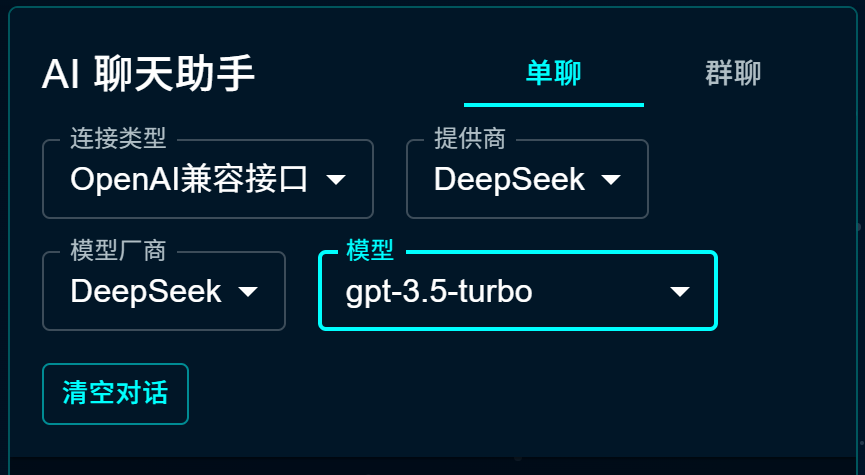 AI 聊天助手 单聊 群聊
连接类型 提供商
OpenAI兼容接口 DeepSeek
模型厂商 模型
DeepSeek gpt-3.5-turbo
清空对话